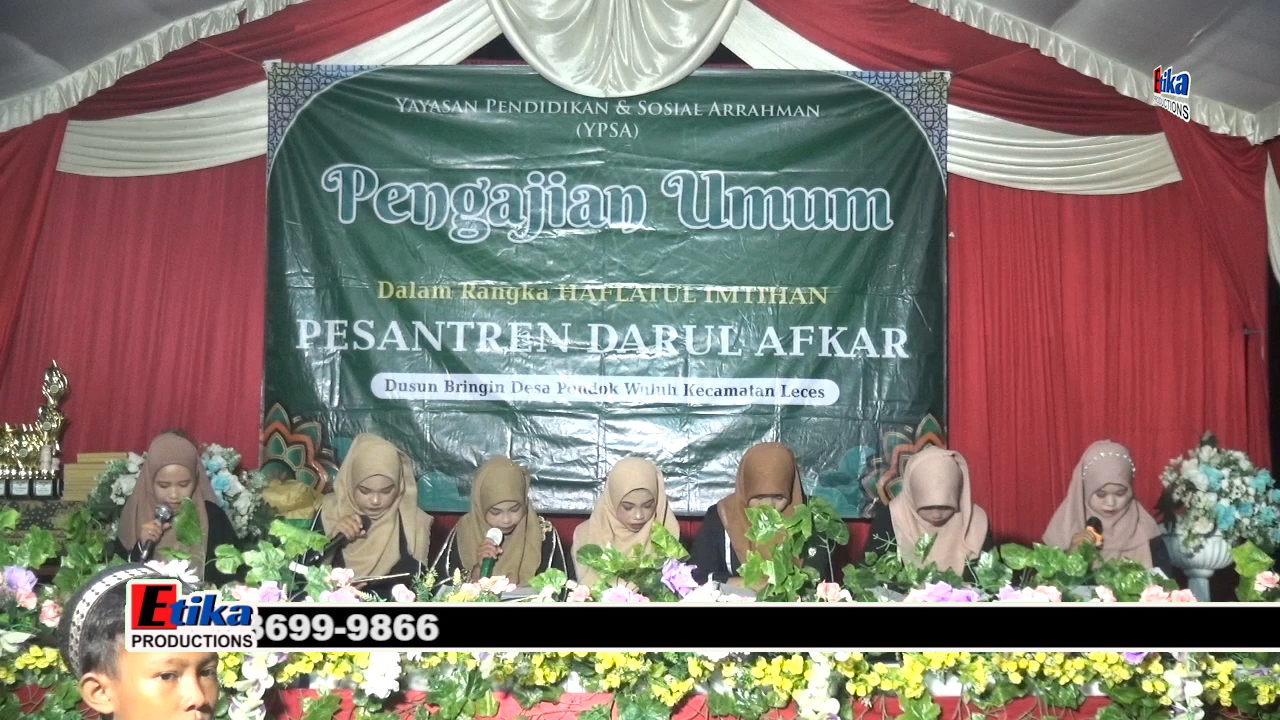 YAYASAN PENDIDIKAN & SOSIAL ARRAHMAN
(YPSA)
Etika
PRODUCTIONS
Pengajian Umum
Dalam Rangka HAFLATUL IMTIHAN
PESANTREN DARUL AFKAR
Dusun Bringin Desa Pondok Wuluh Kecamatan Leces
Etika
PRODUCTIONS
3699-9866